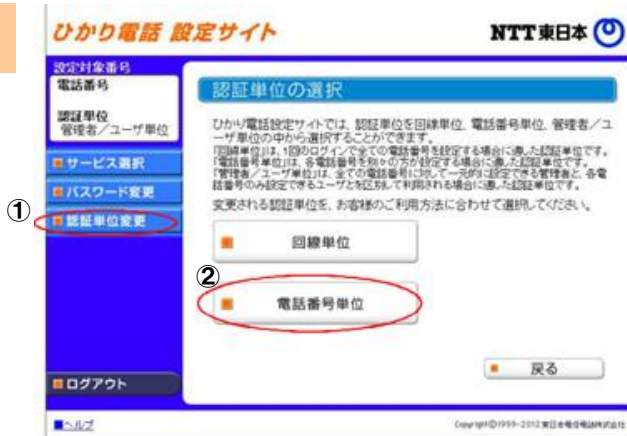 ひかり電話 設定サイト
NTT東日本
設定対象番号
電話番号
認証単位
管理者／ユーザ単位
サービス選択
パスワード変更
①
認証単位変更
ログアウト
ヘルプ
認証単位の選択
ひかり電話設定サイトでは、認証単位を回線単位、電話番号単位、管理者／ユ
ーザ単位の中から選択することができます。
「回線単位」は、1回のログインで全ての電話番号を設定する場合に適した認証単位です。
「電話番号単位」は、各電話番号を別々の方が設定する場合に適した認証単位です。
「管理者／ユーザ単位」は、全ての電話番号に対して一元的に設定できる管理者と、各電
話番号のみ設定できるユーザとを区別して利用される場合に適した認証単位です。
変更される認証単位を、お客様のご利用方法に合わせて選択してください。
回線単位
②
電話番号単位
戻る
Copyright©1999-2012 東日本電信電話株式会社